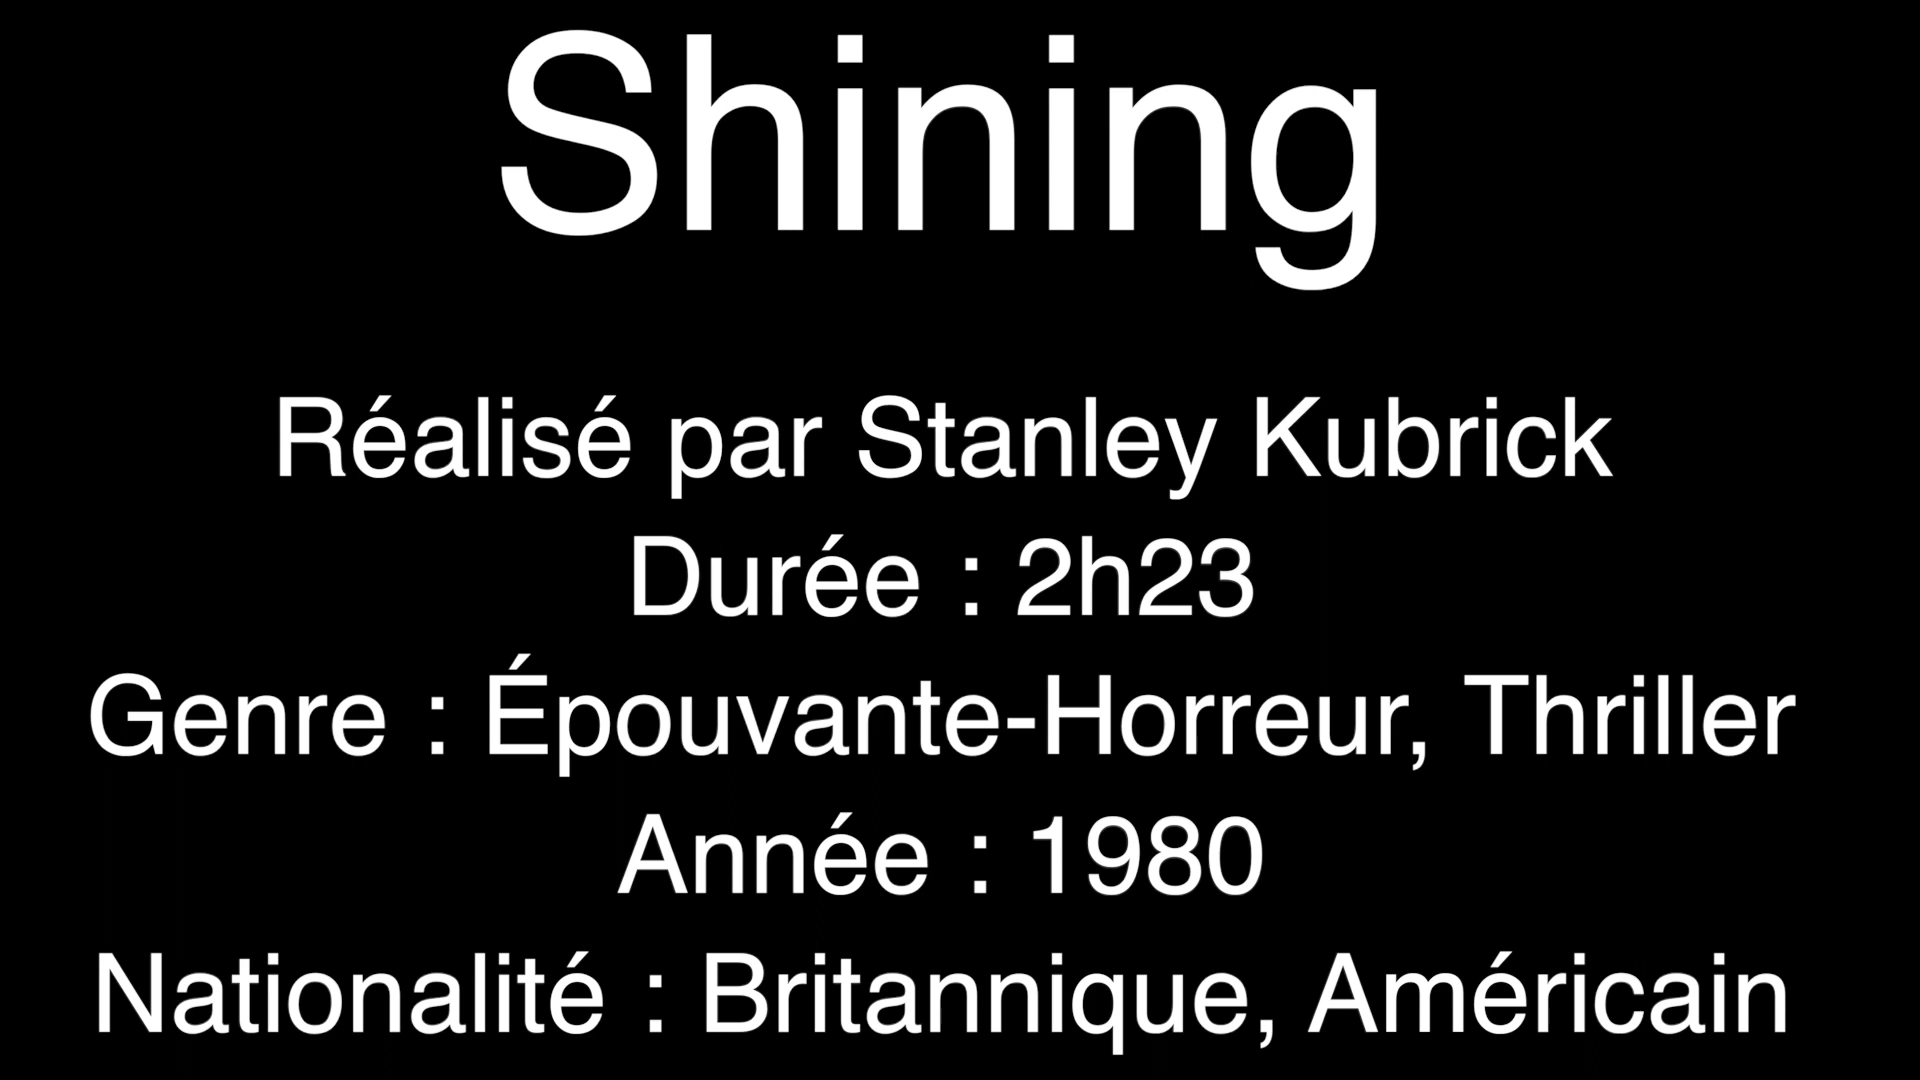 Shining
Réalisé par Stanley Kubrick
Durée : 2h23
Genre : Épouvante-Horreur, Thriller
Année : 1980
Nationalité : Britannique, Américain